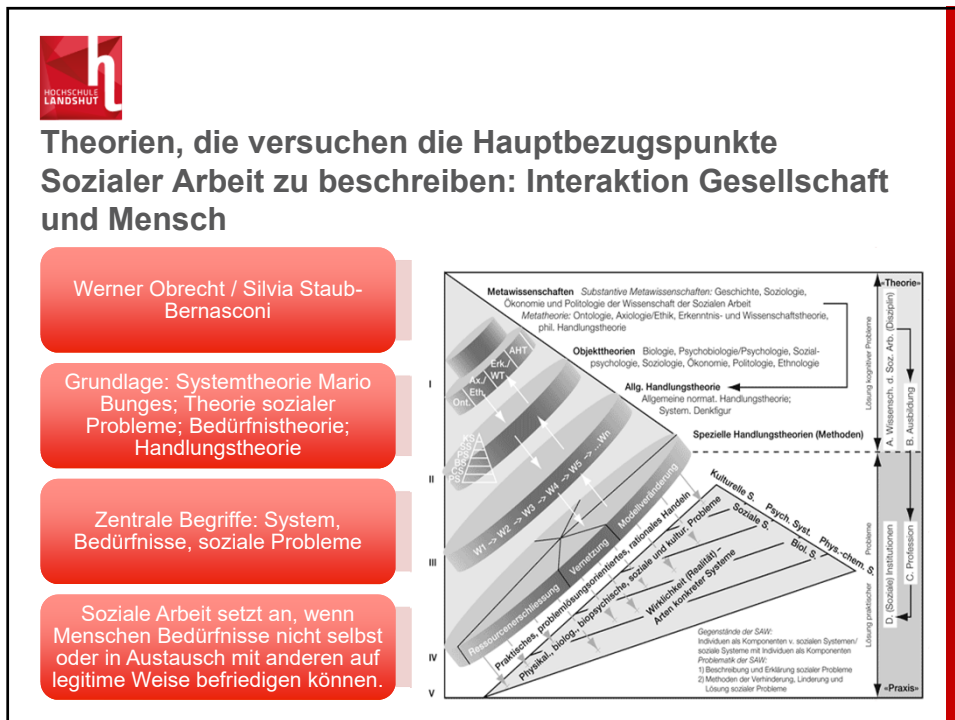 HOCHSCHULE
LANDSHUT
Theorien, die versuchen die Hauptbezugspunkte
Sozialer Arbeit zu beschreiben: Interaktion Gesellschaft
und Mensch
Werner Obrecht / Silvia Staub-
Bernasconi
Grundlage: Systemtheorie Mario
Bunges; Theorie sozialer
Probleme; Bedürfnistheorie;
Handlungstheorie
Zentrale Begriffe: System,
Bedürfnisse, soziale Probleme
Soziale Arbeit setzt an, wenn
Menschen Bedürfnisse nicht selbst
oder in Austausch mit anderen auf
legitime Weise befriedigen können.
Metawissenschaften Substantive Metawissenschaften: Geschichte, Soziologie,
Ökonomie und Politologie der Wissenschaft der Sozialen Arbeit
Metatheorie: Ontologie, Axiologie/Ethik, Erkenntnis- und Wissenschaftstheorie,
phil. Handlungstheorie
Objekttheorien Biologie, Psychobiologie/Psychologie, Sozial-
psychologie, Soziologie, Ökonomie, Politologie, Ethnologie
Allg. Handlungstheorie
Allgemeine normat. Handlungstheorie;
System. Denkfigur
Spezielle Handlungstheorien (Methoden)
I
II
III
IV
V
AHT
Erk./
WT
Ax./
Eth.
Ont.
KS
SS
PS
BS
CS
PS
W1 -> W2 -> W3 -> W4 -> W5 -> ... Wn
Ressourcenerschliessung
Vernetzung
Modellveränderung
Praktisches, problemlösungsorientiertes, rationales Handeln
Physikal., biolog., biopsychische, soziale und kultur. Probleme
Wirklichkeit (Realität) –
Arten konkreter Systeme
Kulturelle S.
Psych. Syst.
Phys.-chem. S.
Soziale S.
Biol. S.
Gegenstände der SAW:
Individuen als Komponenten v. sozialen Systemen/
soziale Systeme mit Individuen als Komponenten
Problematik der SAW:
1) Beschreibung und Erklärung sozialer Probleme
2) Methoden der Verhinderung, Linderung und
Lösung sozialer Probleme
«Theorie»
Lösung kognitiver Probleme
A. Wissensch. d. Soz. Arb. (Disziplin)
B. Ausbildung
Lösung praktischer Probleme
D. (Soziale) Institutionen
C. Profession
«Praxis»